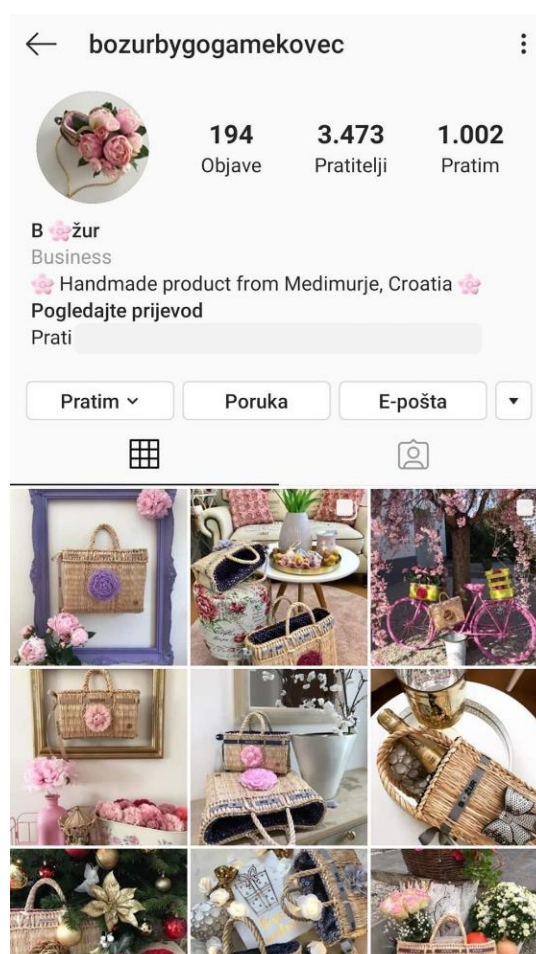 bozurbygogamekovec
194 3.473 1.002
Objave Pratitelji Pratim
B 🌸žur
Business
🌸 Handmade product from Medimurje, Croatia 🌸
Pogledajte prijevod
Prati
Pratim Poruka E-pošta